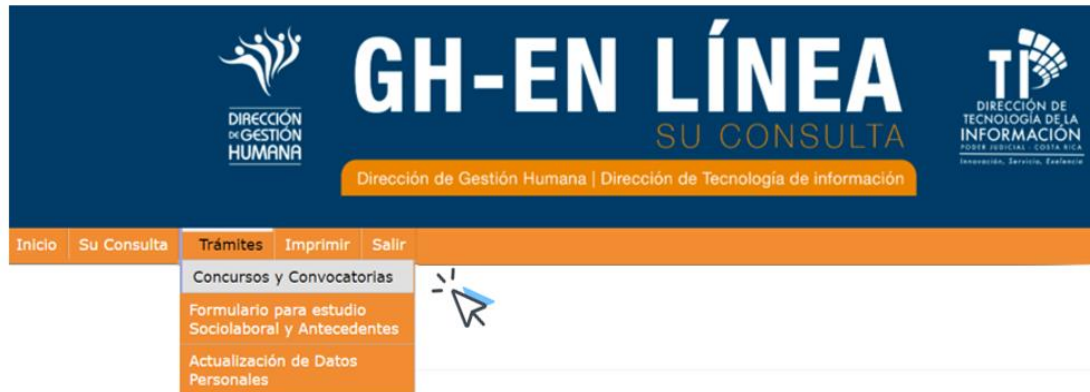 DIRECCIÓN
DE GESTIÓN
HUMANA
GH-EN LÍNEA
SU CONSULTA
Dirección de Gestión Humana | Dirección de Tecnología de información
TI
DIRECCIÓN DE
TECNOLOGÍA DE LA
INFORMACIÓN
PODER JUDICIAL - COSTA RICA
Innovación, Servicio, Exelencia
Inicio Su Consulta Trámites Imprimir Salir
Concursos y Convocatorias
Formulario para estudio
Sociolaboral y Antecedentes
Actualización de Datos
Personales